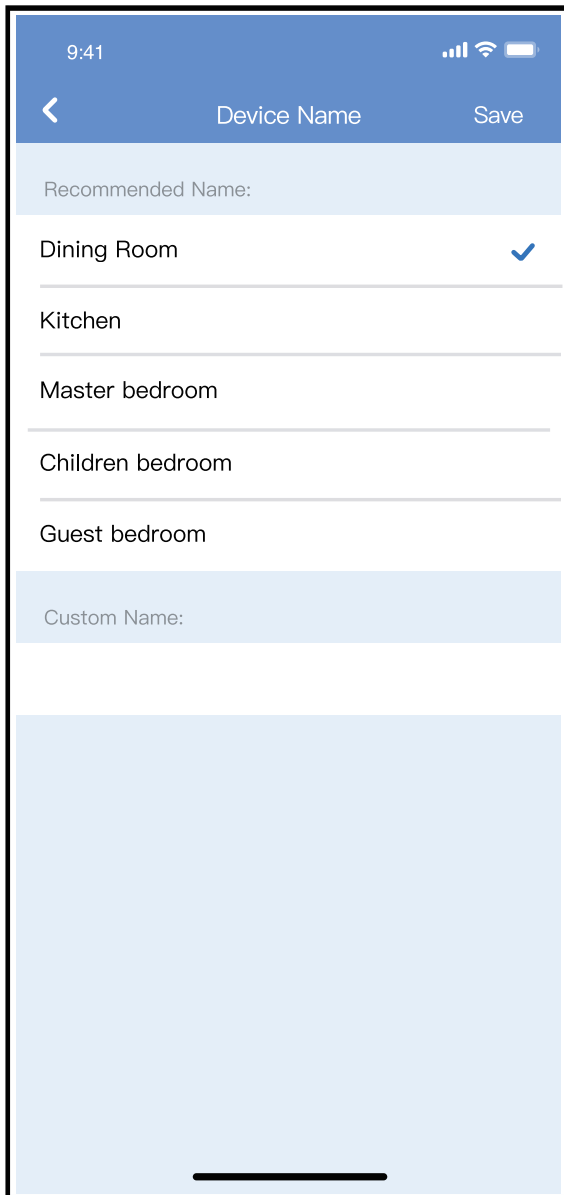 9:41
Device Name Save
Recommended Name:
Dining Room
Kitchen
Master bedroom
Children bedroom
Guest bedroom
Custom Name: